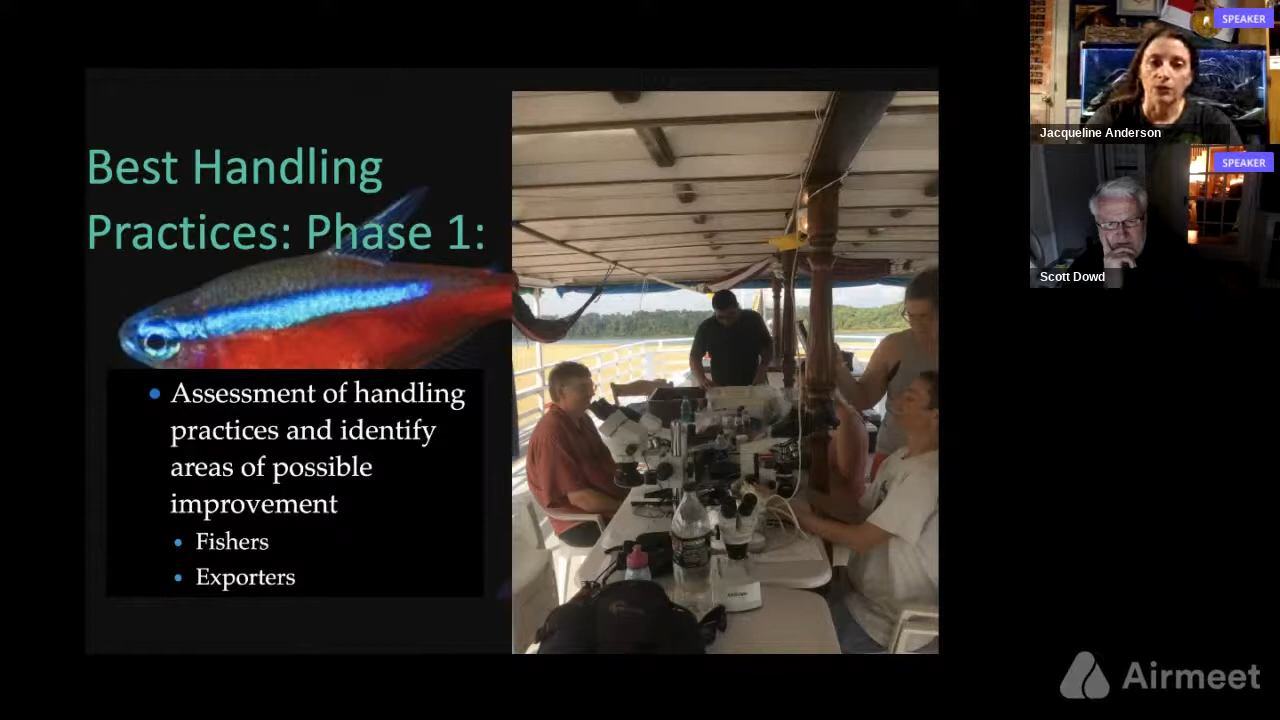 Best Handling
Practices: Phase 1:
Assessment of handling
practices and identify
areas of possible
improvement
Fishers
Exporters
SPEAKER
Jacqueline Anderson
SPEAKER
Scott Dowd
Airmeet